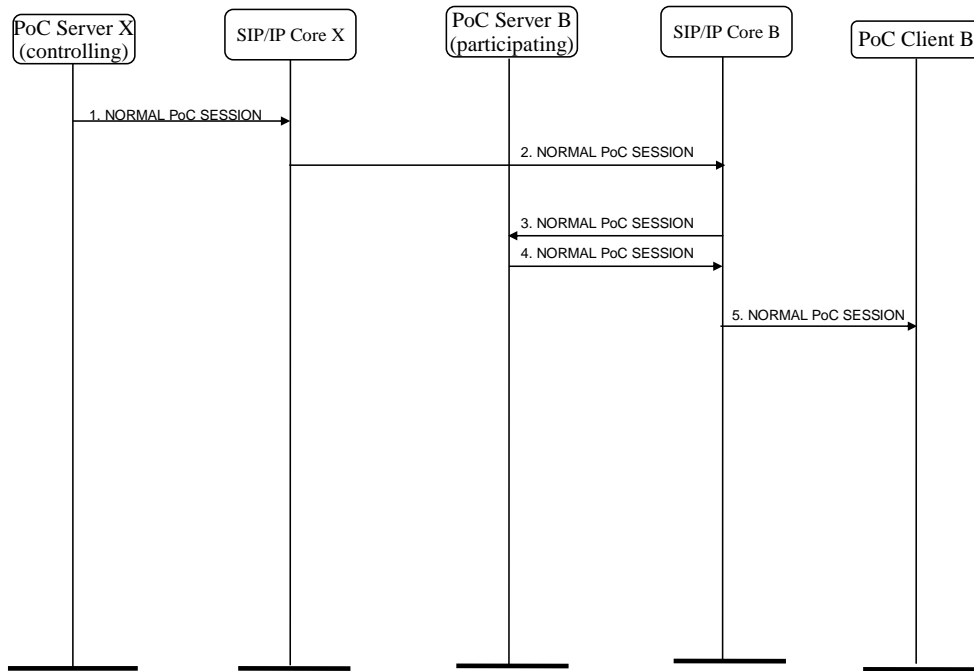 PoC Server X
(controlling)
SIP/IP Core X
PoC Server B
(participating)
SIP/IP Core B
PoC Client B
1. NORMAL PoC SESSION
2. NORMAL PoC SESSION
3. NORMAL PoC SESSION
4. NORMAL PoC SESSION
5. NORMAL PoC SESSION